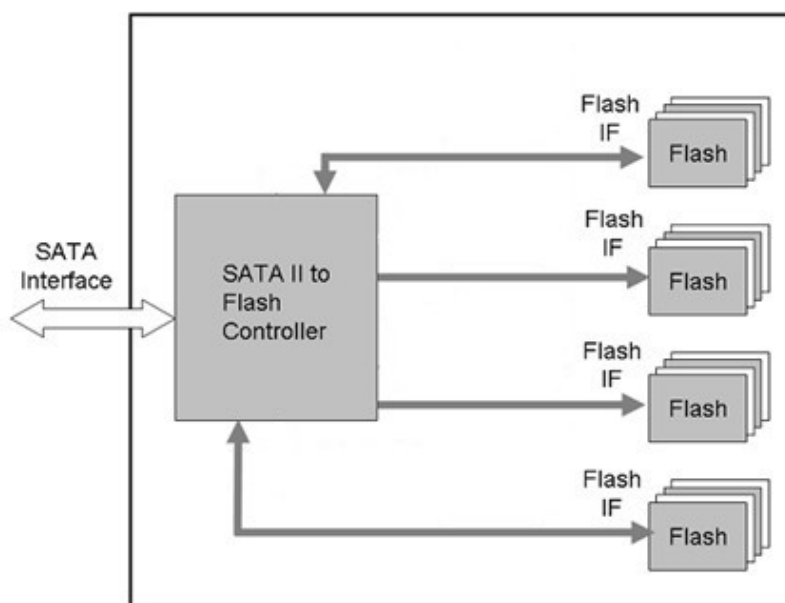 Flash
IF
Flash
SATA
Interface
SATA II to
Flash
Controller
Flash
IF
Flash
Flash
IF
Flash
Flash
IF
Flash